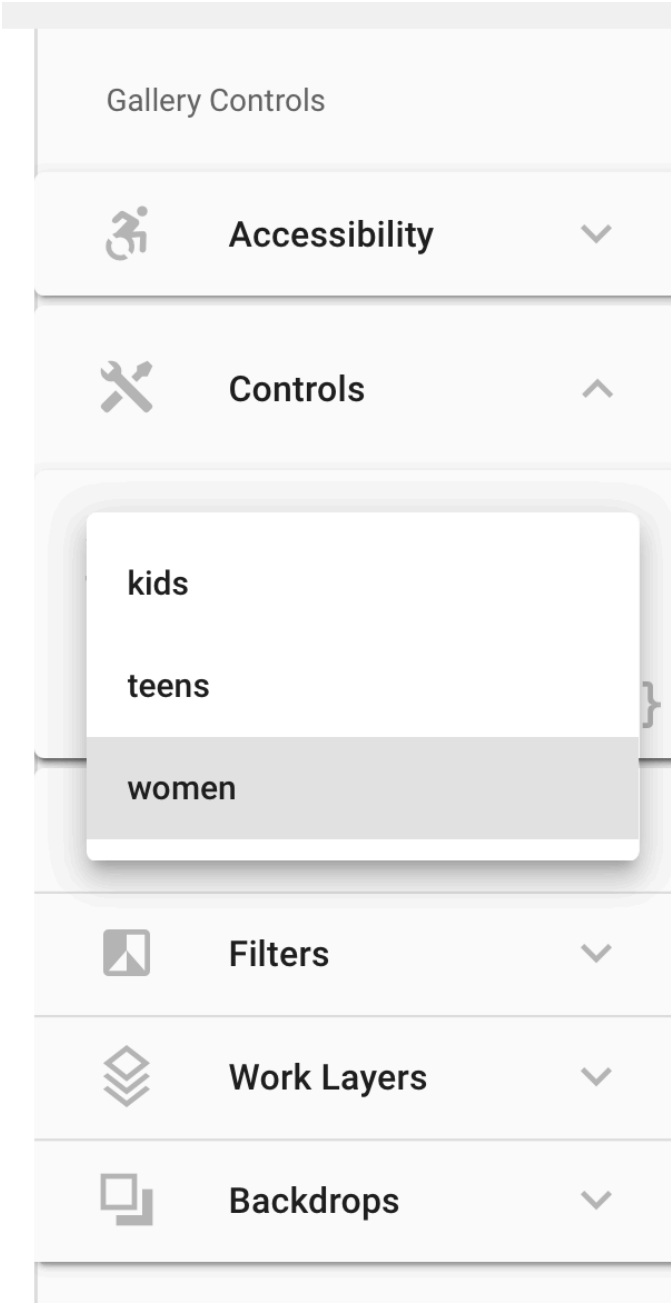 Gallery Controls
Accessibility
Controls
kids
teens
women
}
Filters
Work Layers
Backdrops